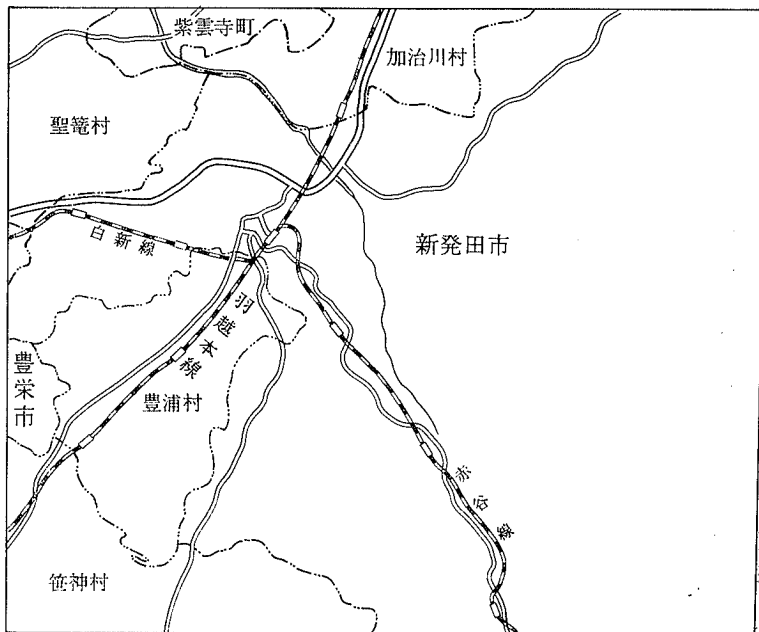 紫雲寺町
加治川村
聖篭村
新発田市
白新線
羽越本線
豊栄市
豊浦村
赤谷線
笹神村